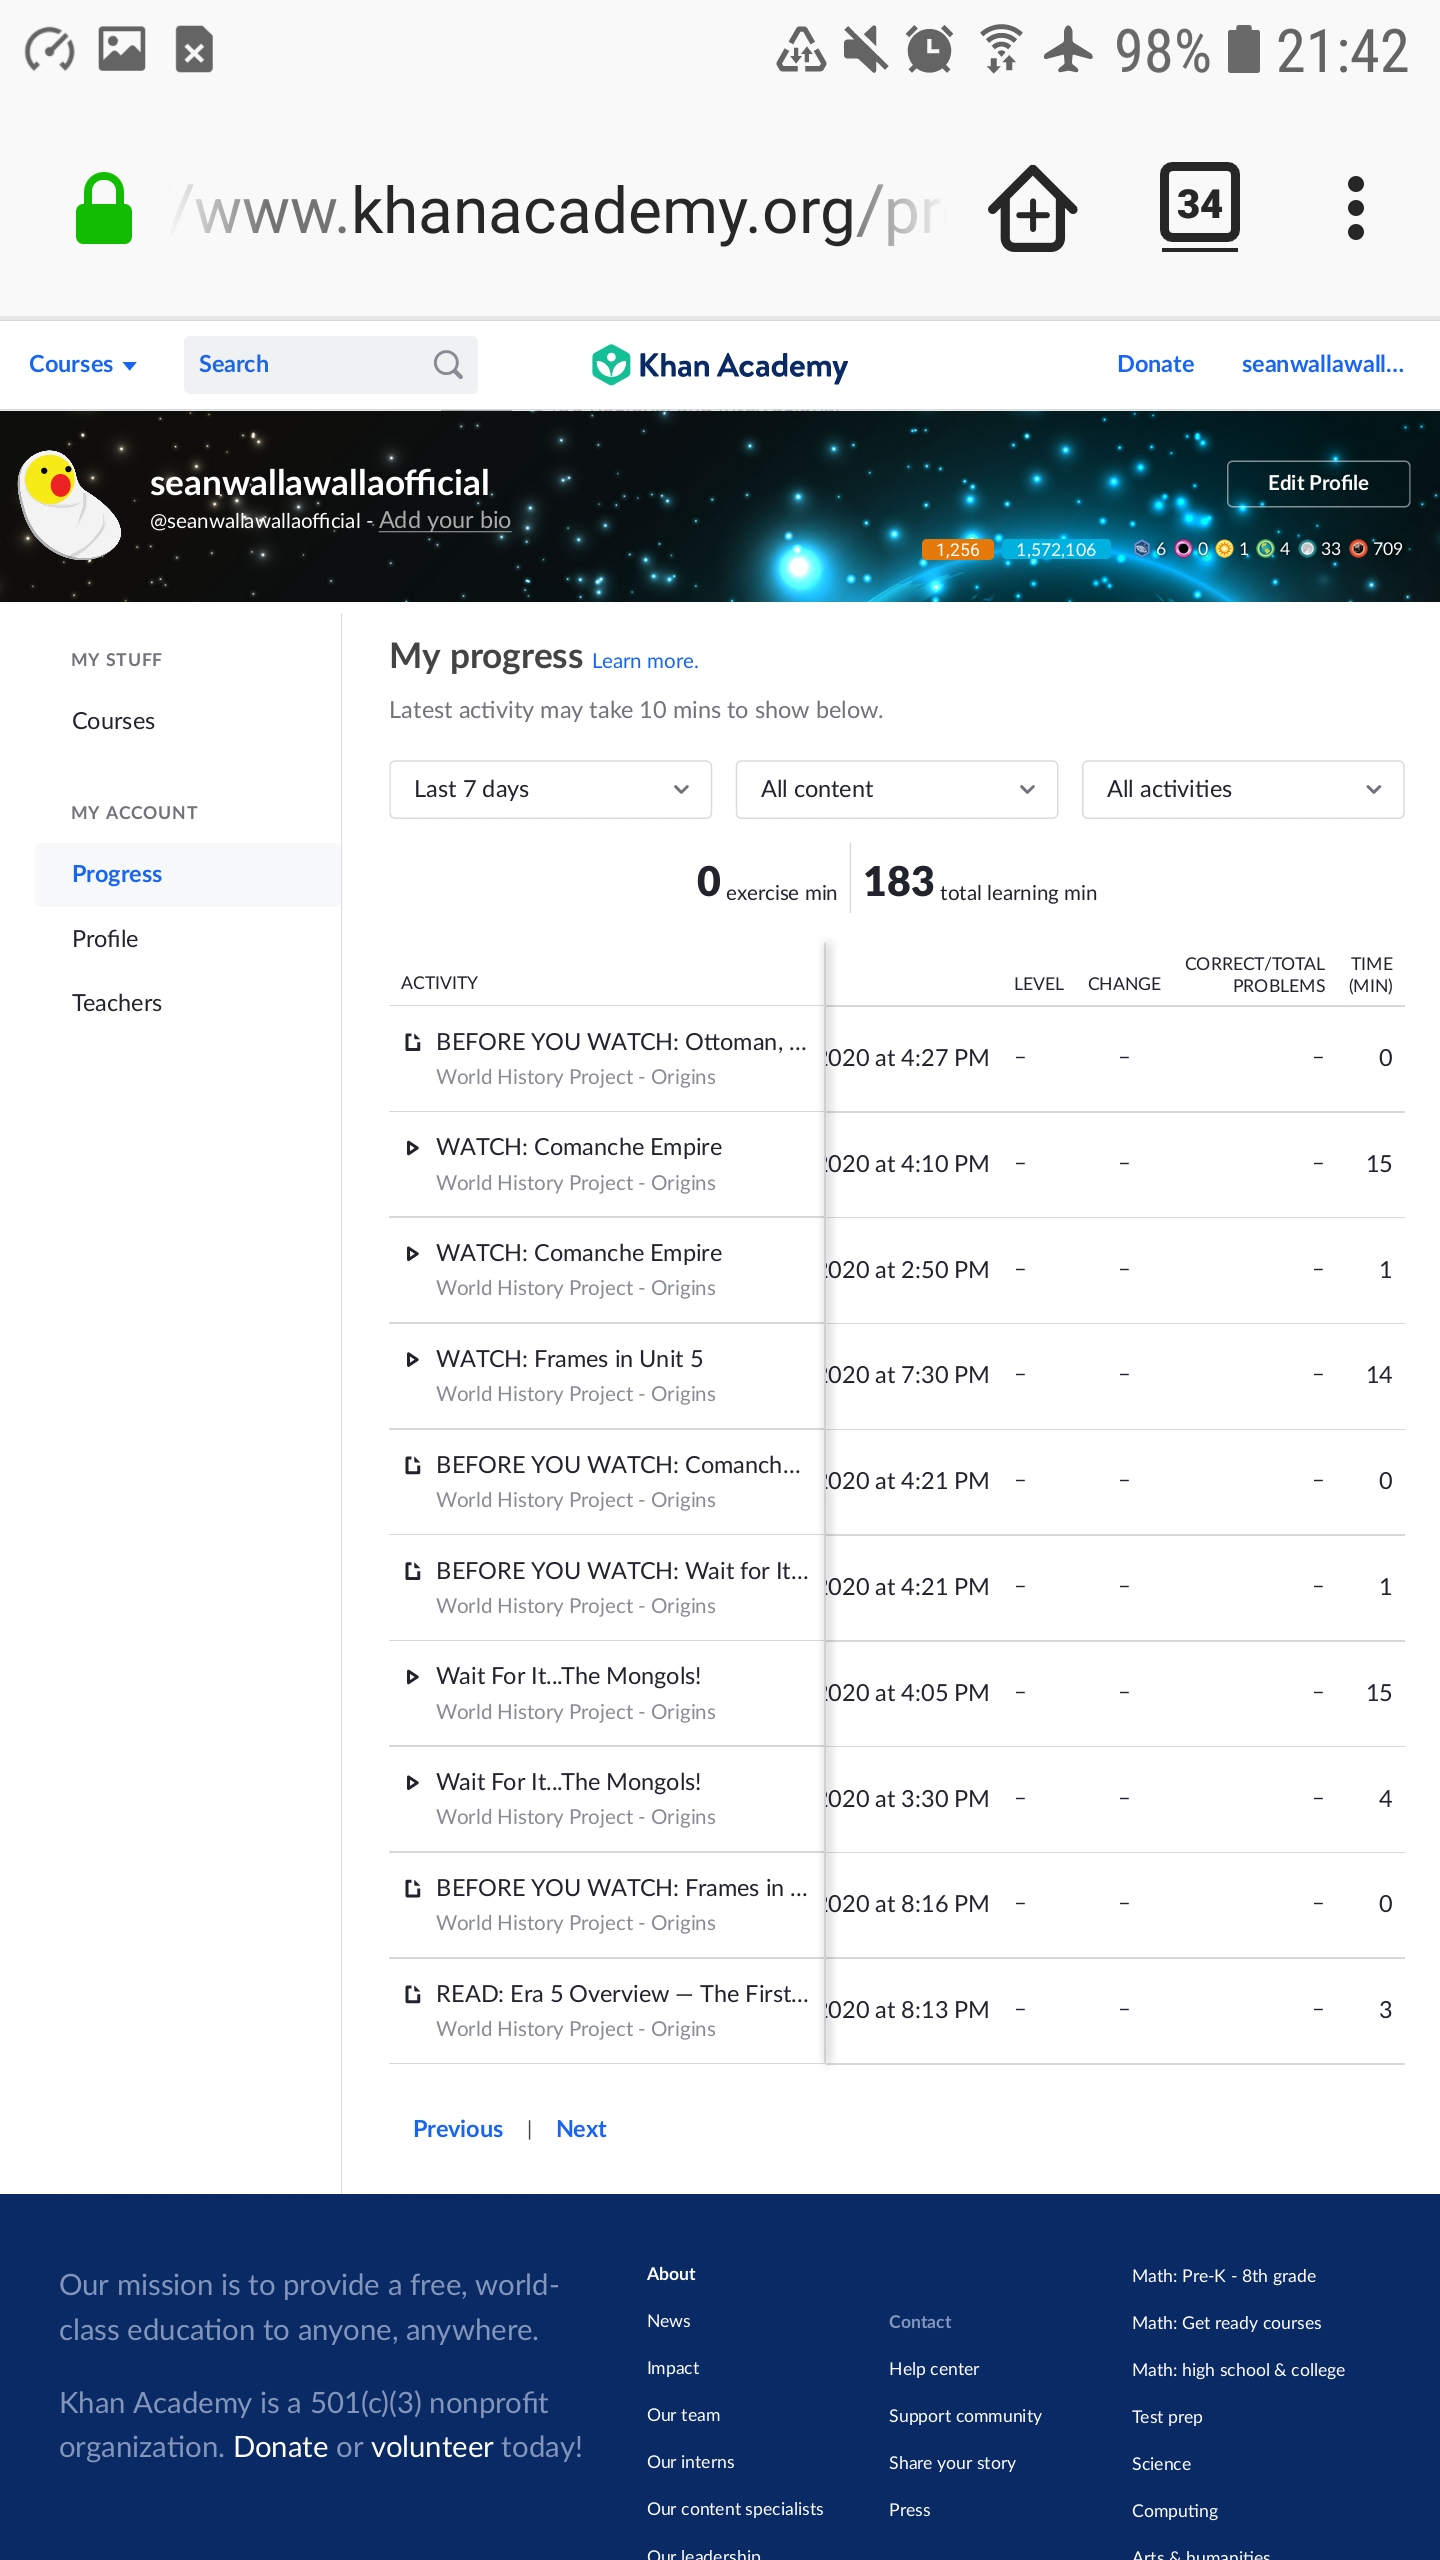 98% 21:42
/www.khanacademy.org/pr
34
Courses
Search
Khan Academy
Donate
seanwallawall...
seanwallawallaofficial
@seanwallawallaofficial - Add your bio
Edit Profile
1,256 1,572,106 6 0 1 4 33 709
MY STUFF
Courses
MY ACCOUNT
Progress
Profile
Teachers
My progress Learn more.
Latest activity may take 10 mins to show below.
Last 7 days
All content
All activities
0 exercise min
183 total learning min
ACTIVITY LEVEL CHANGE CORRECT/TOTAL PROBLEMS TIME (MIN)
BEFORE YOU WATCH: Ottoman, ... 2020 at 4:27 PM – – – 0
World History Project - Origins
WATCH: Comanche Empire 2020 at 4:10 PM – – – 15
World History Project - Origins
WATCH: Comanche Empire 2020 at 2:50 PM – – – 1
World History Project - Origins
WATCH: Frames in Unit 5 2020 at 7:30 PM – – – 14
World History Project - Origins
BEFORE YOU WATCH: Comanch... 2020 at 4:21 PM – – – 0
World History Project - Origins
BEFORE YOU WATCH: Wait for It... 2020 at 4:21 PM – – – 1
World History Project - Origins
Wait For It...The Mongols! 2020 at 4:05 PM – – – 15
World History Project - Origins
Wait For It...The Mongols! 2020 at 3:30 PM – – – 4
World History Project - Origins
BEFORE YOU WATCH: Frames in ... 2020 at 8:16 PM – – – 0
World History Project - Origins
READ: Era 5 Overview — The First... 2020 at 8:13 PM – – – 3
World History Project - Origins
Previous | Next
Our mission is to provide a free, world-
class education to anyone, anywhere.
Khan Academy is a 501(c)(3) nonprofit
organization. Donate or volunteer today!
About
News
Impact
Our team
Our interns
Our content specialists
Our leadership
Contact
Help center
Support community
Share your story
Press
Math: Pre-K - 8th grade
Math: Get ready courses
Math: high school & college
Test prep
Science
Computing
Arts & humanities